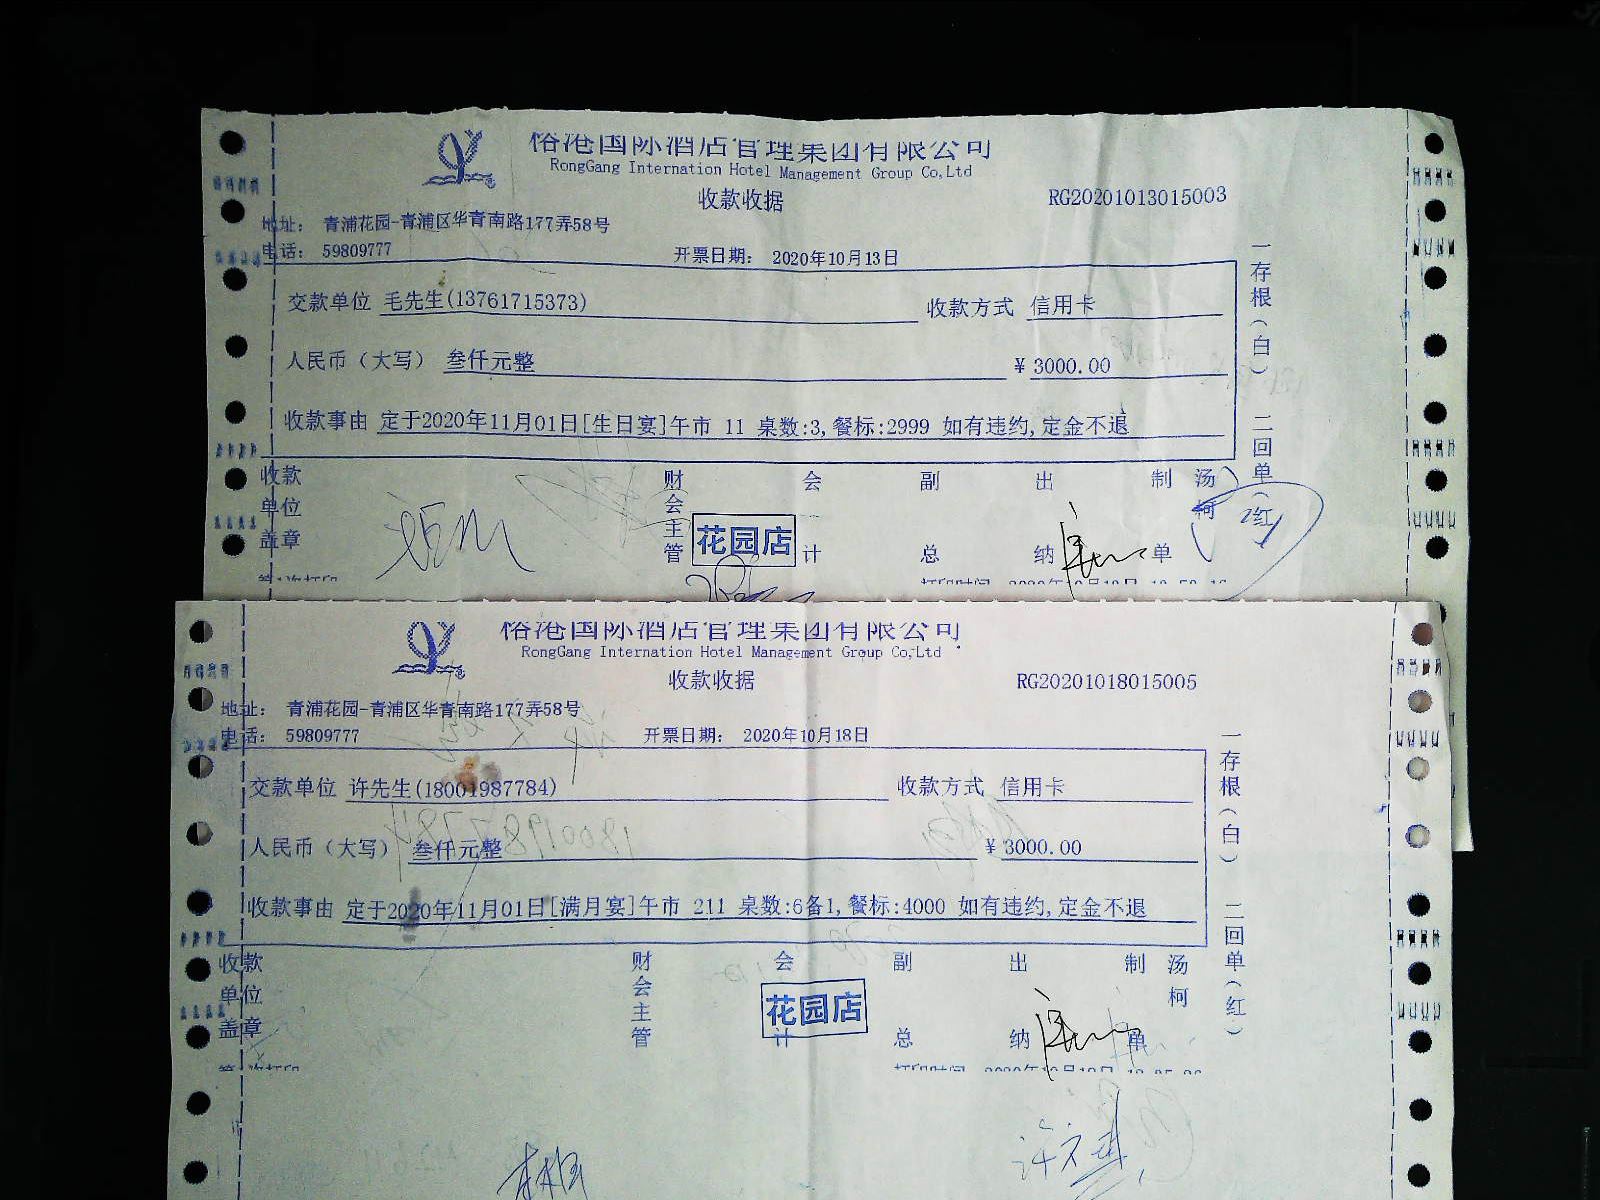 榕港国际酒店管理集团有限公司
RongGang Internation Hotel Management Group Co,Ltd
收款收据 RG20201013015003
地址： 青浦花园-青浦区华青南路177弄58号
电话： 59809777 开票日期： 2020年10月13日
交款单位 毛先生(13761715373) 收款方式 信用卡
人民币（大写） 叁仟元整 ¥ 3000.00
收款事由 定于2020年11月01日[生日宴]午市 11 桌数:3,餐标:2999 如有违约,定金不退
一存根（白） 二回单（红）
收款单位盖章 财会主管 会计 副总 出纳 制单 汤柯
花园店
榕港国际酒店管理集团有限公司
RongGang Internation Hotel Management Group Co,Ltd
收款收据 RG20201018015005
地址： 青浦花园-青浦区华青南路177弄58号
电话： 59809777 开票日期： 2020年10月18日
交款单位 许先生(18001987784) 收款方式 信用卡
人民币（大写） 叁仟元整 ¥ 3000.00
收款事由 定于2020年11月01日[满月宴]午市 211 桌数:6备1,餐标:4000 如有违约,定金不退
一存根（白） 二回单（红）
收款单位盖章 财会主管 会计 副总 出纳 制单 汤柯
花园店